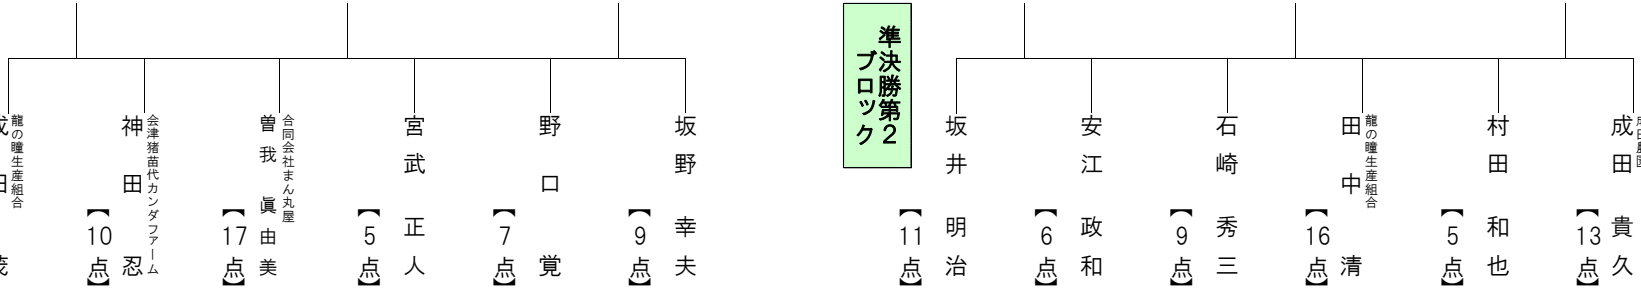 龍の瞳生産組合
田
会津猪苗代カンダファーム
神田 忍
【10点】
合同会社まん丸屋
曽我 眞由美
【17点】
宮武 正人
【5点】
野口 覚
【7点】
坂野 幸夫
【9点】
準決勝第2
ブロック
坂井 明治
【11点】
安江 政和
【6点】
石崎 秀三
【9点】
龍の瞳生産組合
田中 清
【16点】
村田 和也
【5点】
成田 貴久
【13点】